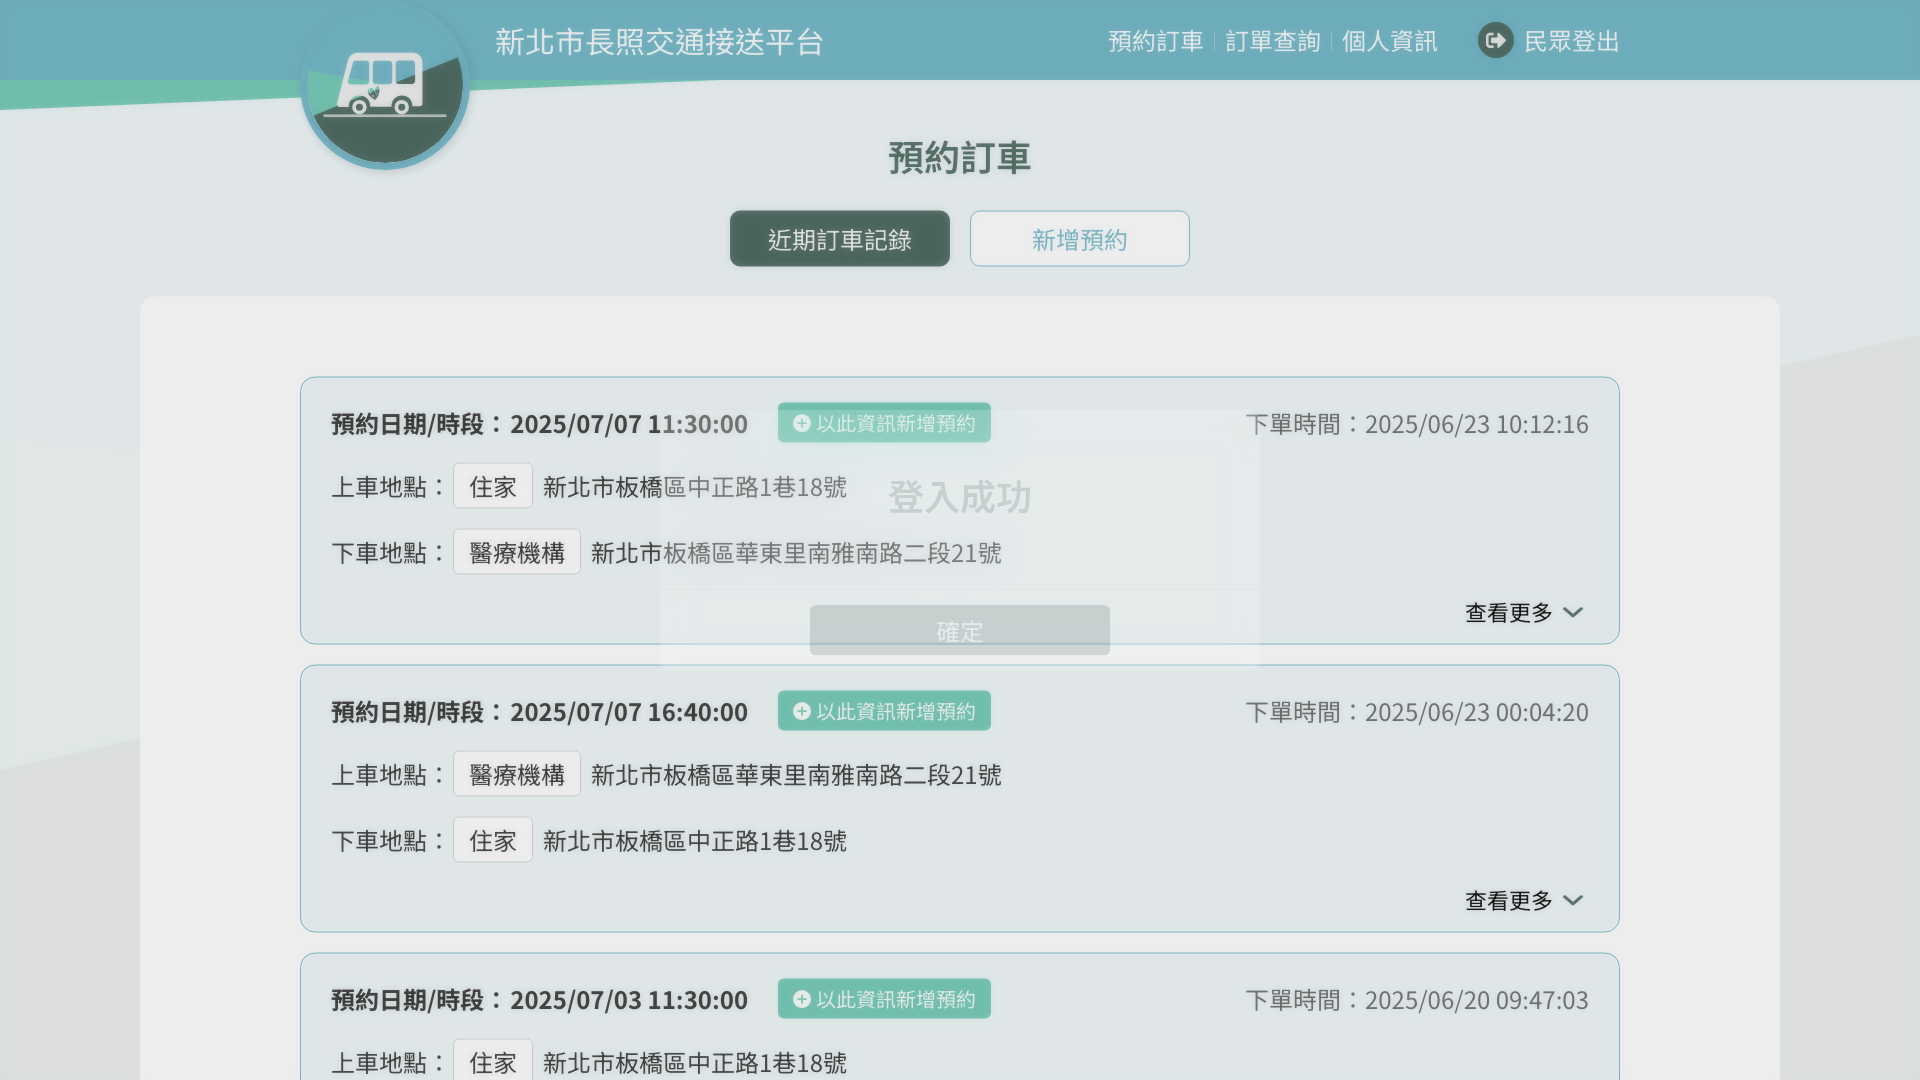 新北市長照交通接送平台
預約訂車 訂單查詢 個人資訊 民眾登出
預約訂車
近期訂車記錄 新增預約
預約日期/時段：2025/07/07 11:30:00 以此資訊新增預約 下單時間：2025/06/23 10:12:16
上車地點： 住家 新北市板橋區中正路1巷18號
登入成功
下車地點： 醫療機構 新北市板橋區華東里南雅南路二段21號
查看更多
確定
預約日期/時段：2025/07/07 16:40:00 以此資訊新增預約 下單時間：2025/06/23 00:04:20
上車地點： 醫療機構 新北市板橋區華東里南雅南路二段21號
下車地點： 住家 新北市板橋區中正路1巷18號
查看更多
預約日期/時段：2025/07/03 11:30:00 以此資訊新增預約 下單時間：2025/06/20 09:47:03
上車地點： 住家 新北市板橋區中正路1巷18號